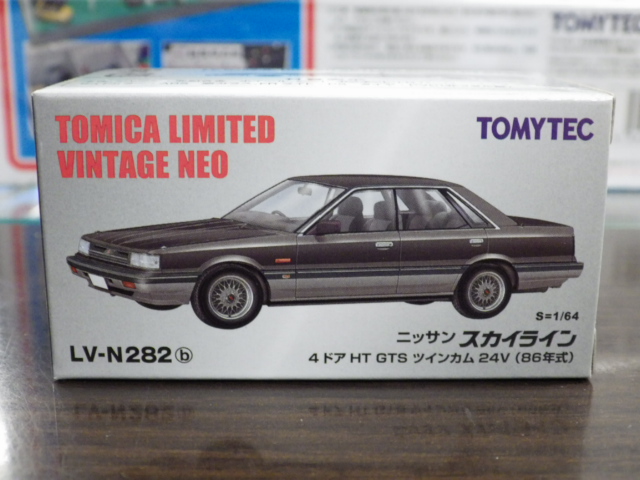 TOMYTEC
TOMICA LIMITED
VINTAGE NEO
TOMYTEC
S=1/64
ニッサン スカイライン
LV-N282 ⓑ
4ドア HT GTS ツインカム 24V (86年式)